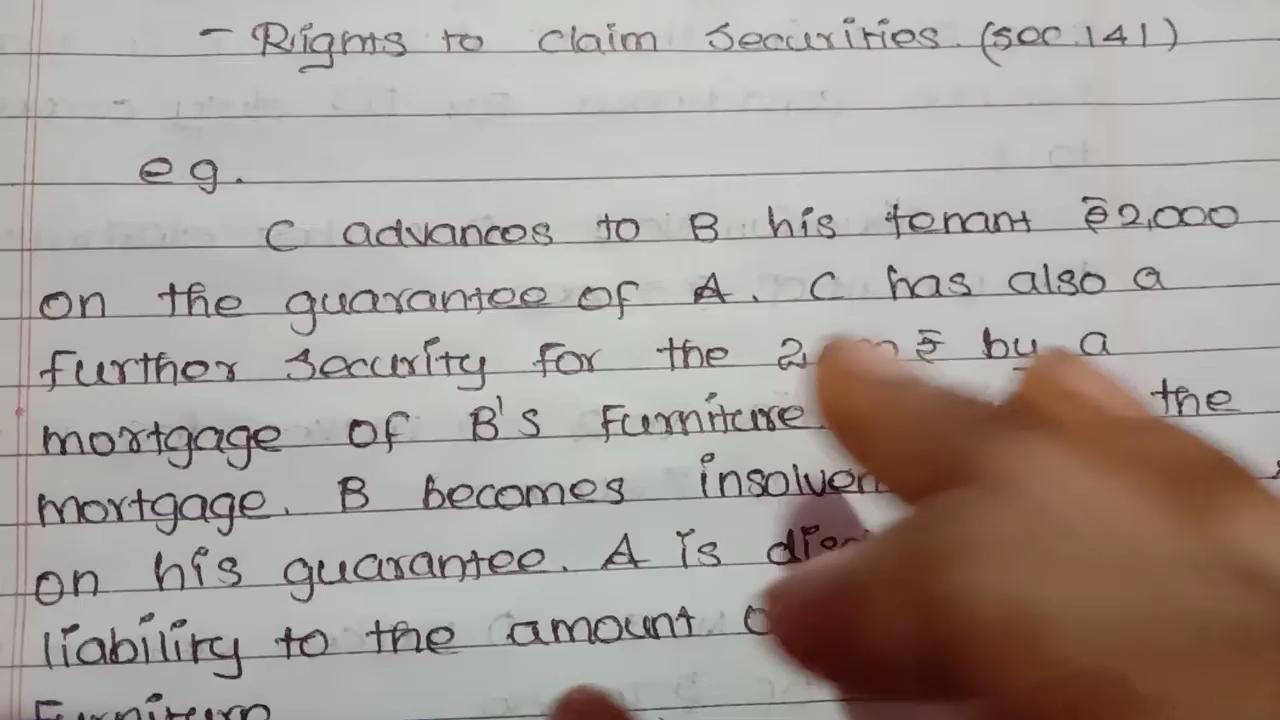 - Rights to claim securities. (sec. 141)
eg.
C advances to B his tenant ₹2,000
on the guarantee of A. C has also a
further security for the ₹ by a
mortgage of B's Furniture the
mortgage. B becomes
on his guarantee. A is
liability to the amount
Furniture